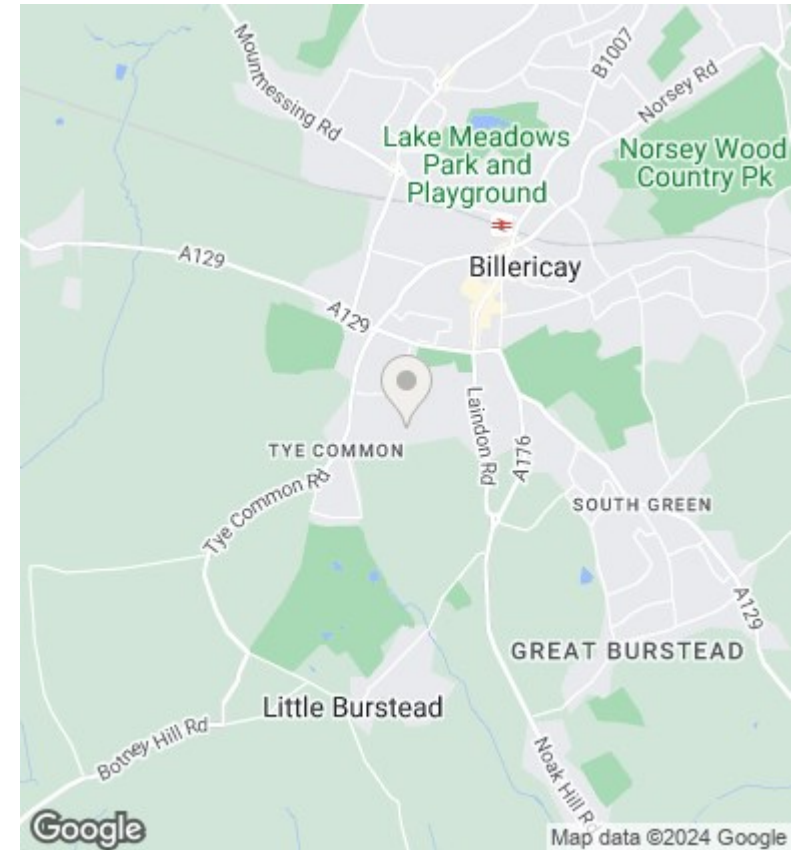 B1007
Mountnessing Rd
Norsey Rd
Lake Meadows
Park and
Playground
Norsey Wood
Country Pk
A129
Billericay
A129
Laindon Rd
TYE COMMON
A176
Tye Common Rd
SOUTH GREEN
A129
GREAT BURSTEAD
Little Burstead
Botney Hill Rd
Noak Hill Rd
Google
Map data ©2024 Google